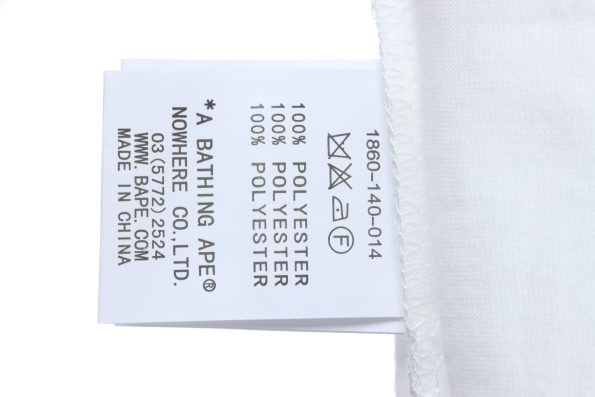 1860-140-014
100% POLYESTER
100% POLYESTER
100% POLYESTER
*A BATHING APE®
NOWHERE CO.,LTD.
03(5772)2524
WWW.BAPE.COM
MADE IN CHINA